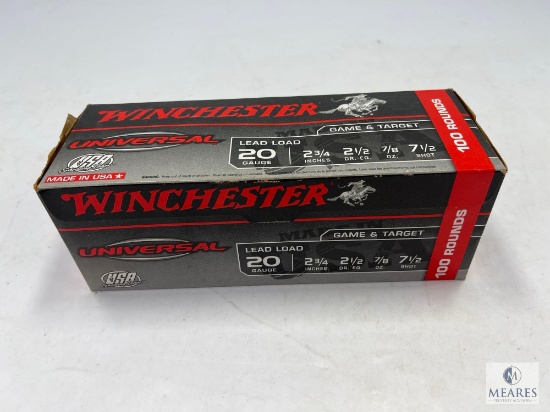 WINCHESTER
GAME & TARGET
UNIVERSAL
LEAD LOAD
20 2 3/4 2 1/2 7/8 7 1/2
GAUGE INCHES DR. EQ. OZ. SHOT
USA
MADE IN USA
100 ROUNDS
WINCHESTER
GAME & TARGET
UNIVERSAL
LEAD LOAD
20 2 3/4 2 1/2 7/8 7 1/2
GAUGE INCHES DR. EQ. OZ. SHOT
USA
100 ROUNDS
M
MEARES